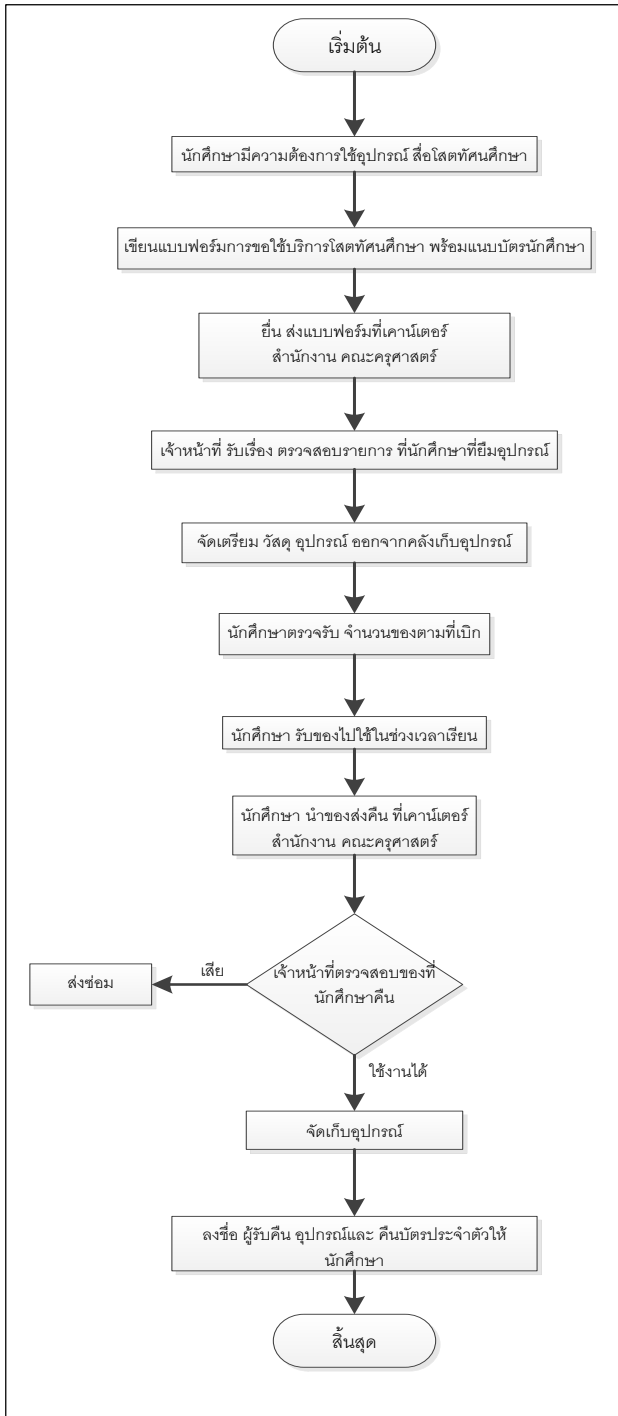 เริ่มต้น
นักศึกษามีความต้องการใช้อุปกรณ์ สื่อโสตทัศนศึกษา
เขียนแบบฟอร์มการขอใช้บริการโสตทัศนศึกษา พร้อมแนบบัตรนักศึกษา
ยื่น ส่งแบบฟอร์มที่เคาน์เตอร์
สำนักงาน คณะครุศาสตร์
เจ้าหน้าที่ รับเรื่อง ตรวจสอบรายการ ที่นักศึกษาที่ยืมอุปกรณ์
จัดเตรียม วัสดุ อุปกรณ์ ออกจากคลังเก็บอุปกรณ์
นักศึกษาตรวจรับ จำนวนของตามที่เบิก
นักศึกษา รับของไปใช้ในช่วงเวลาเรียน
นักศึกษา นำของส่งคืน ที่เคาน์เตอร์
สำนักงาน คณะครุศาสตร์
เจ้าหน้าที่ตรวจสอบของที่
นักศึกษาคืน
เสีย
ส่งซ่อม
ใช้งานได้
จัดเก็บอุปกรณ์
ลงชื่อ ผู้รับคืน อุปกรณ์และ คืนบัตรประจำตัวให้
นักศึกษา
สิ้นสุด